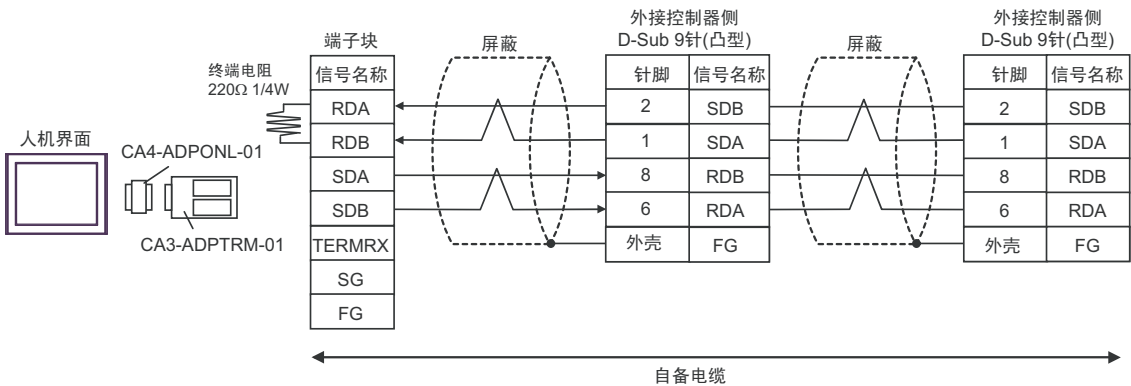 外接控制器侧
D-Sub 9针(凸型)
外接控制器侧
D-Sub 9针(凸型)
端子块
屏蔽
屏蔽
终端电阻
220Ω 1/4W
信号名称
针脚 信号名称
针脚 信号名称
RDA
2 SDB
2 SDB
人机界面
RDB
1 SDA
1 SDA
CA4-ADPONL-01
SDA
8 RDB
8 RDB
SDB
6 RDA
6 RDA
CA3-ADPTRM-01
TERMRX
外壳 FG
外壳 FG
SG
FG
自备电缆